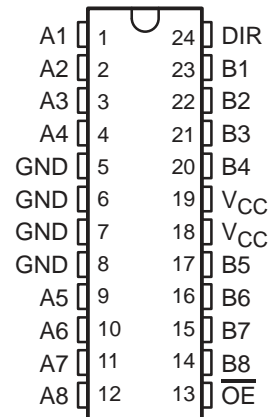 A1 1 24 DIR
A2 2 23 B1
A3 3 22 B2
A4 4 21 B3
GND 5 20 B4
GND 6 19 VCC
GND 7 18 VCC
GND 8 17 B5
A5 9 16 B6
A6 10 15 B7
A7 11 14 B8
A8 12 13 O̅E̅